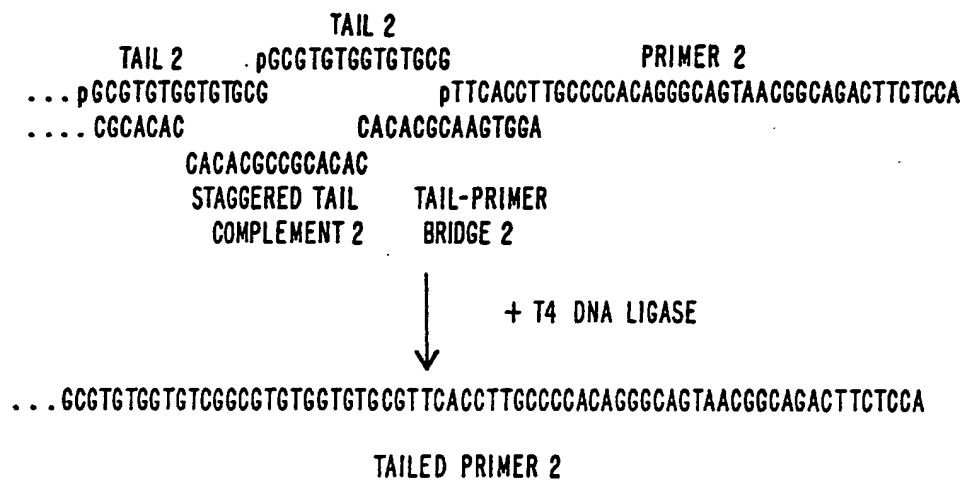 TAIL 2
TAIL 2 pGCGTGTGGTGTGCG PRIMER 2
...pGCGTGTGGTGTGCG pTTCACCTTGCCCCACAGGGCAGTAACGGCAGACTTCTCCA
....CGCACAC CACACGCAAGTGGA
CACACGCCGCACAC
STAGGERED TAIL TAIL-PRIMER
COMPLEMENT 2 BRIDGE 2
+ T4 DNA LIGASE
...GCGTGTGGTGTCGGCGTGTGGTGTGCGTTCACCTTGCCCCACAGGGCAGTAACGGCAGACTTCTCCA
TAILED PRIMER 2